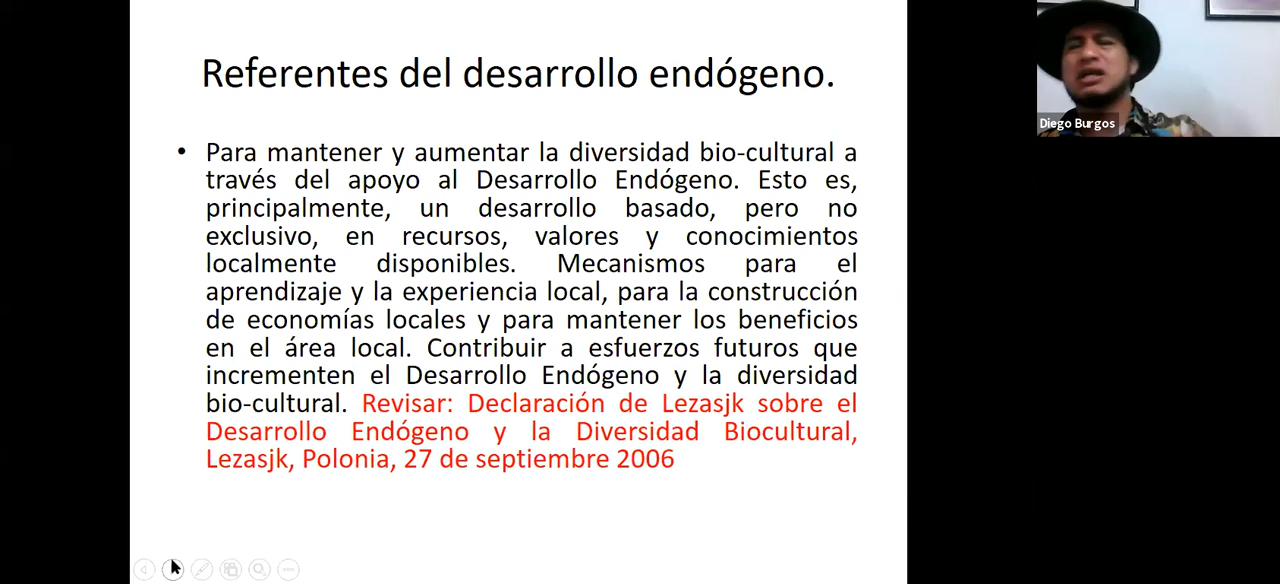 Referentes del desarrollo endógeno.
• Para mantener y aumentar la diversidad bio-cultural a
través del apoyo al Desarrollo Endógeno. Esto es,
principalmente, un desarrollo basado, pero no
exclusivo, en recursos, valores y conocimientos
localmente disponibles. Mecanismos para el
aprendizaje y la experiencia local, para la construcción
de economías locales y para mantener los beneficios
en el área local. Contribuir a esfuerzos futuros que
incrementen el Desarrollo Endógeno y la diversidad
bio-cultural. Revisar: Declaración de Lezasjk sobre el
Desarrollo Endógeno y la Diversidad Biocultural,
Lezasjk, Polonia, 27 de septiembre 2006
Diego Burgos